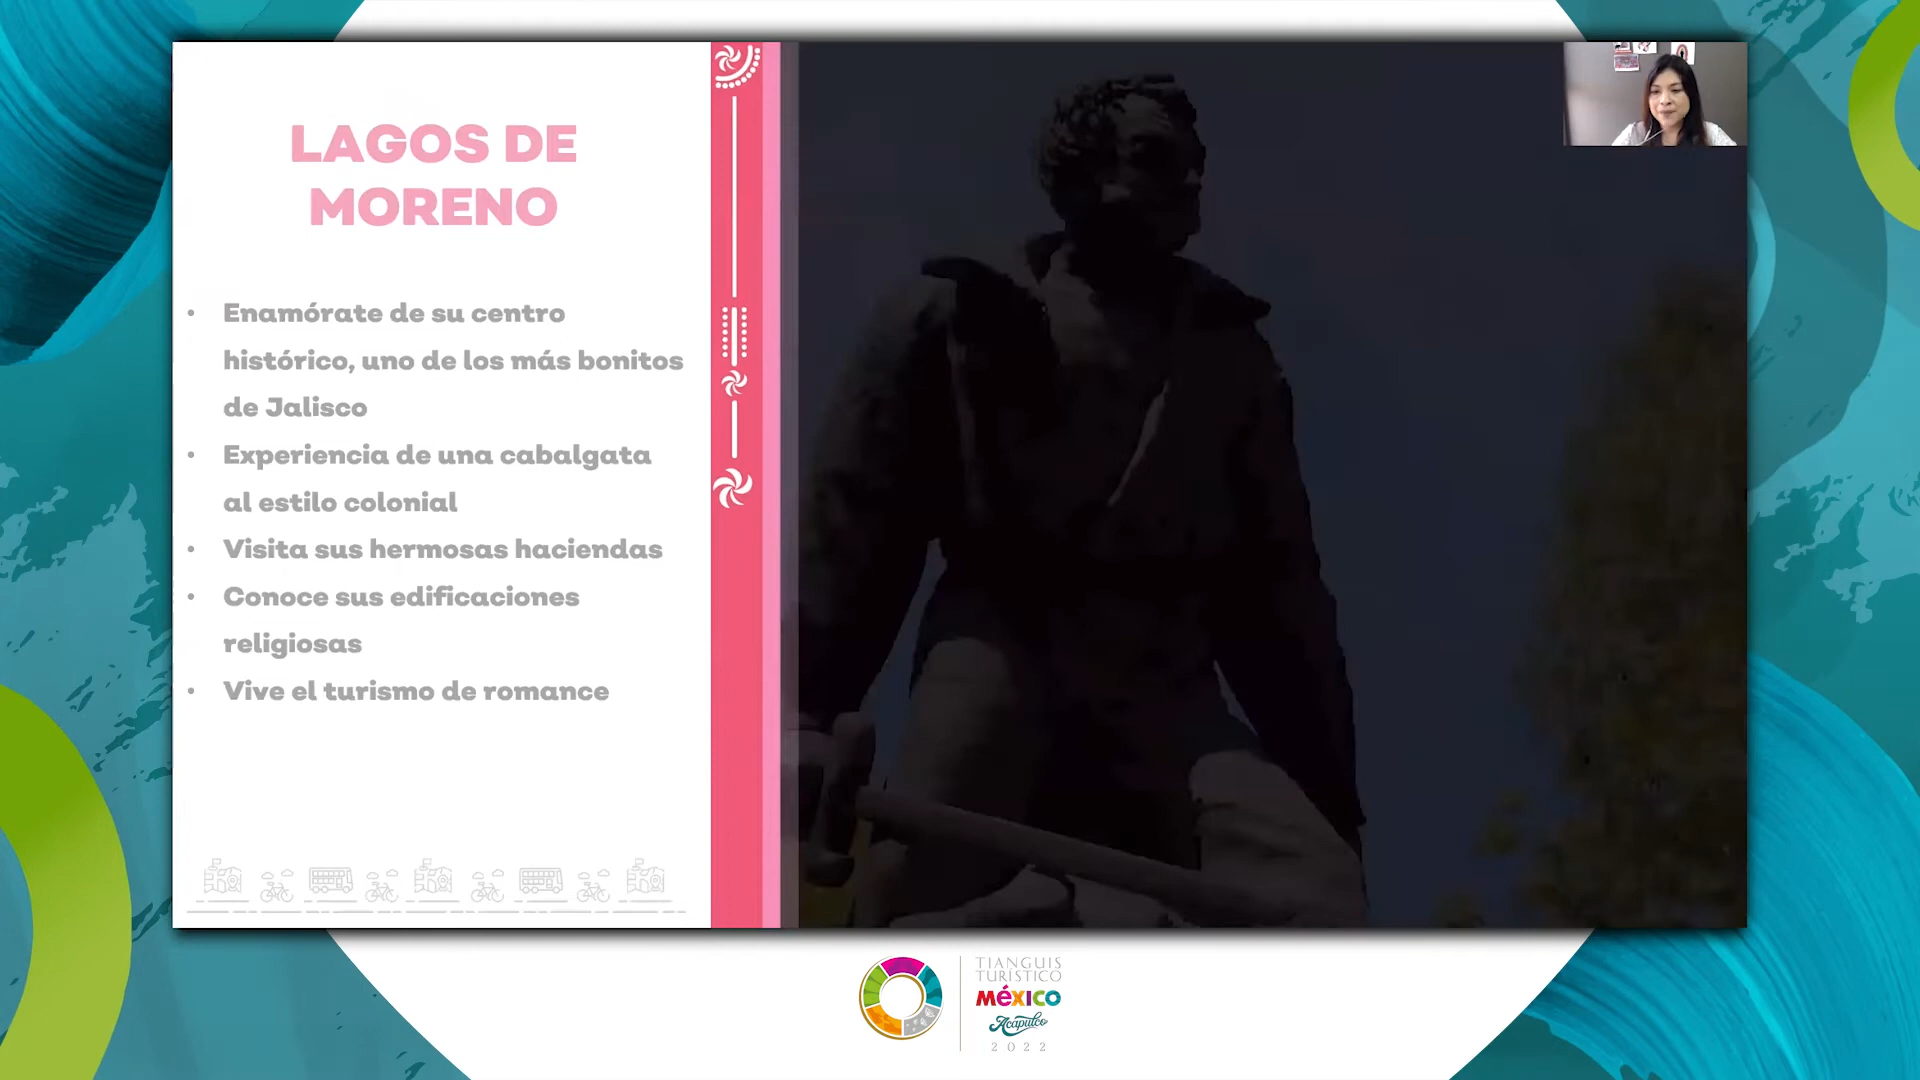 LAGOS DE
MORENO
• Enamórate de su centro
histórico, uno de los más bonitos
de Jalisco
• Experiencia de una cabalgata
al estilo colonial
• Visita sus hermosas haciendas
• Conoce sus edificaciones
religiosas
• Vive el turismo de romance
TIANGUIS
TURÍSTICO
MéXICO
Acapulco
2022